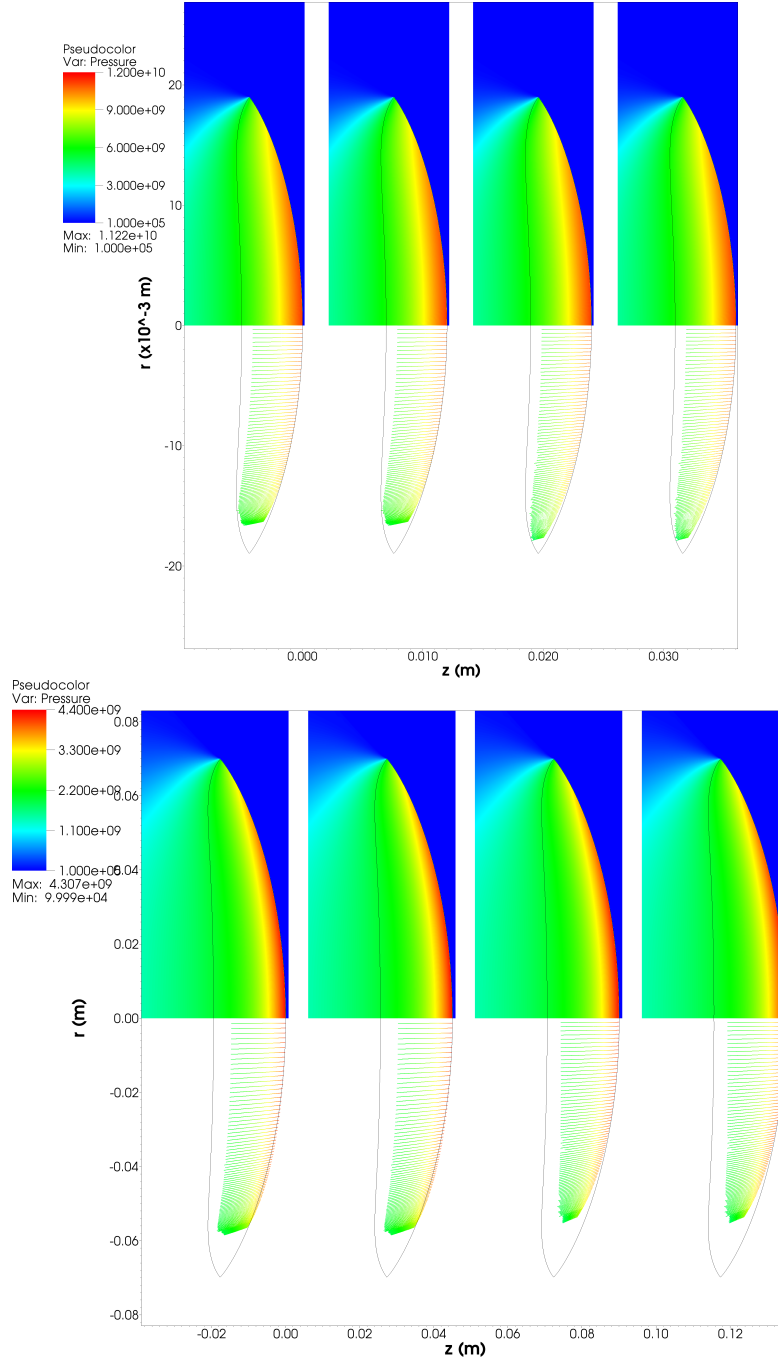 Pseudocolor
Var: Pressure
1.200e+10
9.000e+09
6.000e+09
3.000e+09
1.000e+05
Max: 1.122e+10
Min: 1.000e+05
20
10
0
-10
-20
r (x10^-3 m)
0.000 0.010 0.020 0.030
z (m)
Pseudocolor
Var: Pressure
4.400e+09
3.300e+09
2.200e+09
1.100e+09
1.000e+05
Max: 4.307e+09
Min: 9.999e+04
0.08
0.06
0.04
0.02
0.00
-0.02
-0.04
-0.06
-0.08
r (m)
-0.02 0.00 0.02 0.04 0.06 0.08 0.10 0.12
z (m)